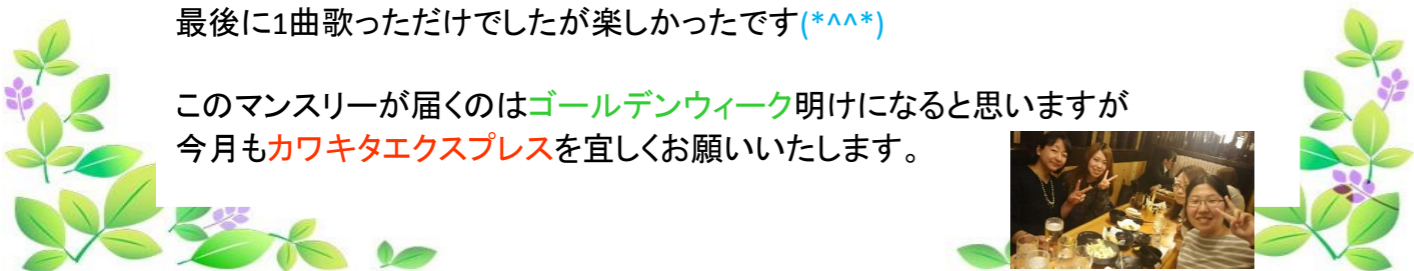 最後に1曲歌っただけでしたが楽しかったです(*^^*)
このマンスリーが届くのはゴールデンウィーク明けになると思いますが
今月もカワキタエクスプレスを宜しくお願いいたします。